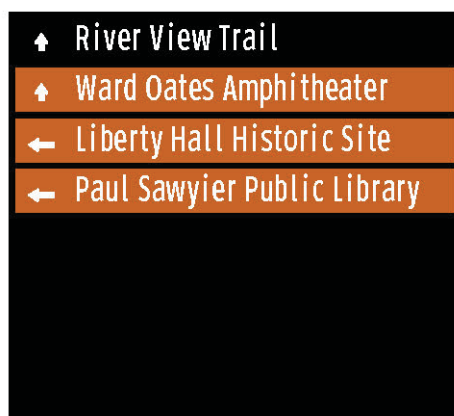 River View Trail
Ward Oates Amphitheater
Liberty Hall Historic Site
Paul Sawyier Public Library